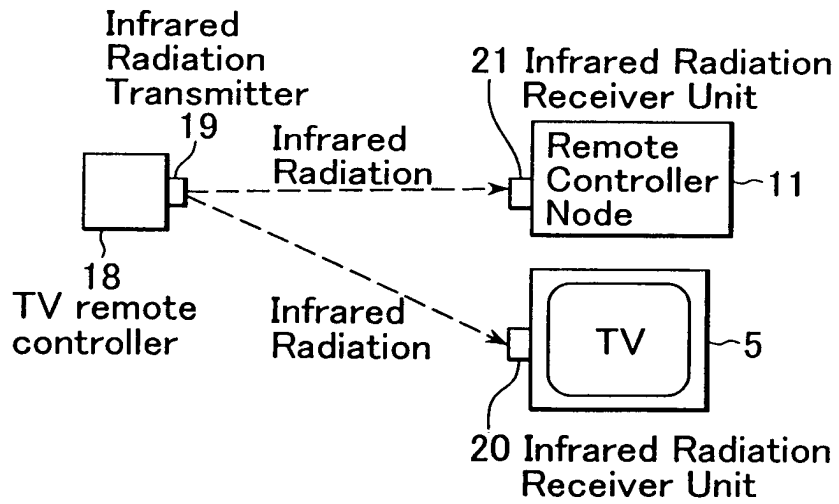 Infrared
Radiation
Transmitter
19
Infrared
Radiation
21 Infrared Radiation
Receiver Unit
Remote
Controller
Node
11
18
TV remote
controller
Infrared
Radiation
TV
5
20 Infrared Radiation
Receiver Unit